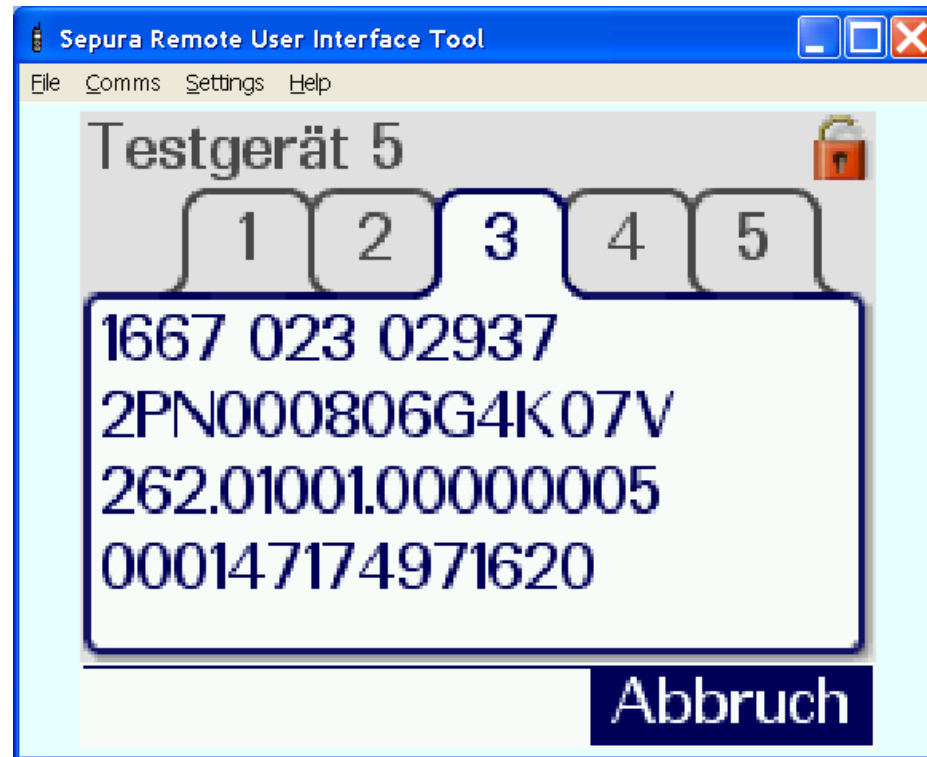 Sepura Remote User Interface Tool
File Comms Settings Help
Testgerät 5
1 2 3 4 5
1667 023 02937
2PN000806G4K07V
262.01001.00000005
000147174971620
Abbruch